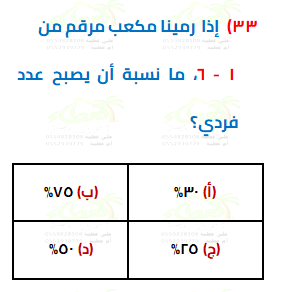 ٣٣) إذا رمينا مكعب مرقم من
١ - ٦، ما نسبة أن يصبح عدد
فردي؟
(أ) ٣٠%
(ب) ٧٥%
(ج) ٢٥%
(د) ٥٠%